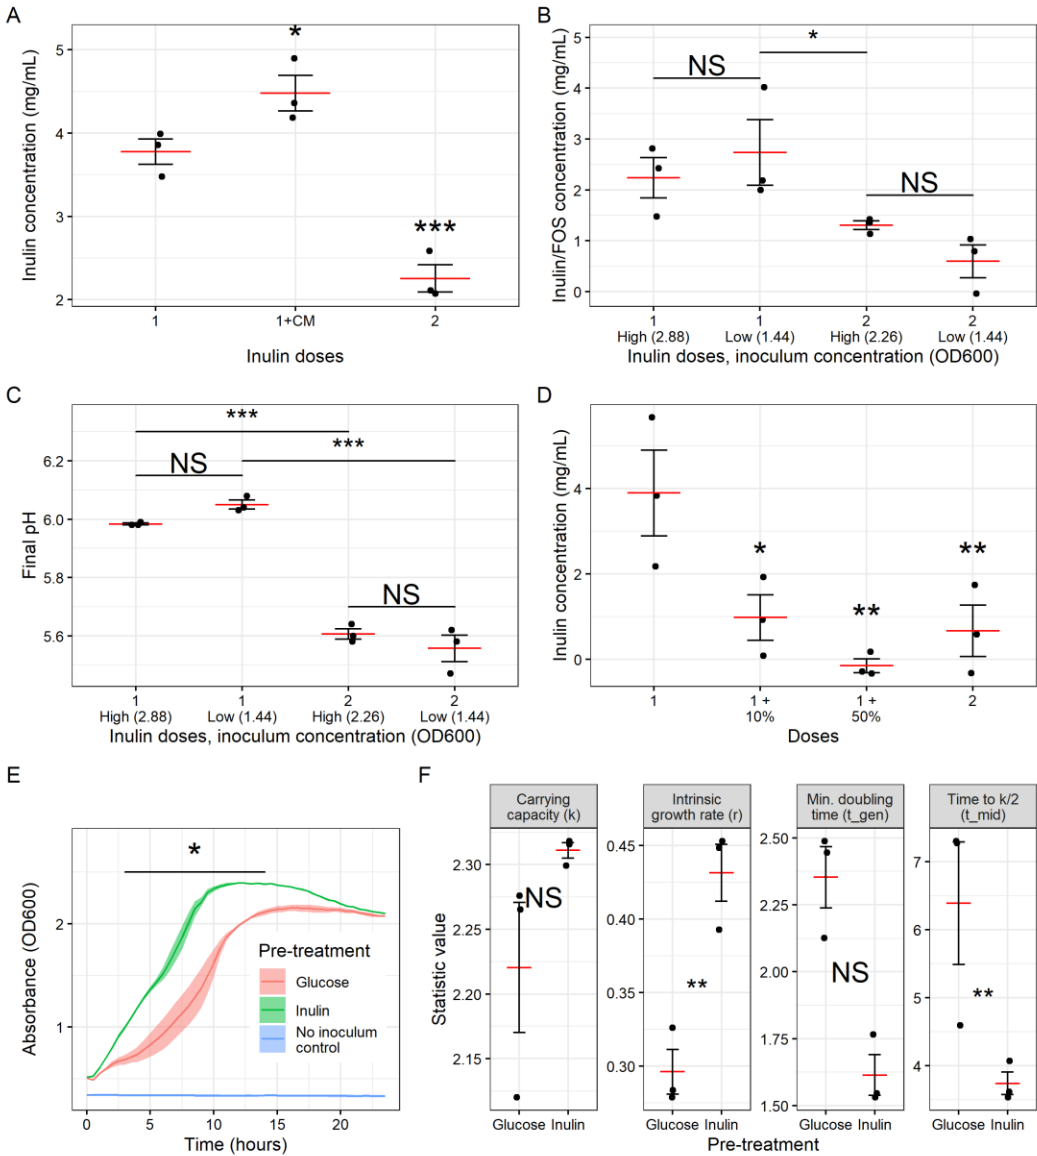 A
Inulin concentration (mg/mL)
5
4
3
2
*
***
1
1+CM
2
Inulin doses
B
Inulin/FOS concentration (mg/mL)
5
4
3
2
1
0
NS
*
NS
1
High (2.88)
1
Low (1.44)
2
High (2.26)
2
Low (1.44)
Inulin doses, inoculum concentration (OD600)
C
Final pH
6.2
6.0
5.8
5.6
***
***
NS
NS
1
High (2.88)
1
Low (1.44)
2
High (2.26)
2
Low (1.44)
Inulin doses, inoculum concentration (OD600)
D
Inulin concentration (mg/mL)
4
2
0
*
**
**
1
1 +
10%
1 +
50%
2
Doses
E
Absorbance (OD600)
2
1
*
Pre-treatment
Glucose
Inulin
No inoculum
control
0
5
10
15
20
Time (hours)
F
Statistic value
Carrying
capacity (k)
2.30
2.25
2.20
2.15
NS
Glucose Inulin
Intrinsic
growth rate (r)
0.45
0.40
0.35
0.30
**
Glucose Inulin
Min. doubling
time (t_gen)
2.50
2.25
2.00
1.75
1.50
NS
Glucose Inulin
Time to k/2
(t_mid)
7
6
5
4
**
Glucose Inulin
Pre-treatment